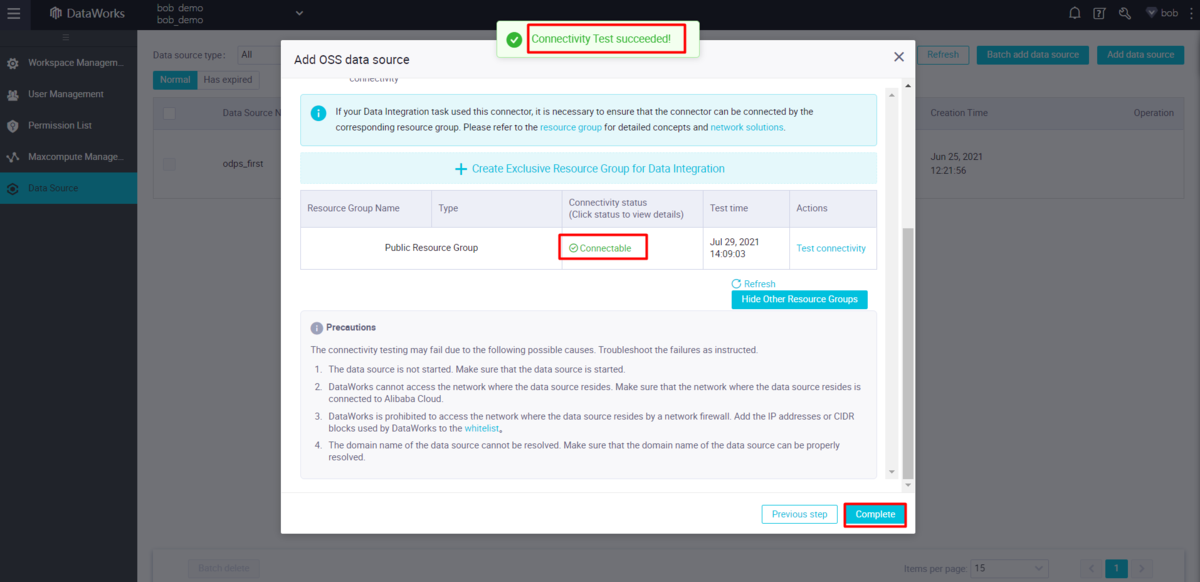 DataWorks
bob_demo
bob_demo
bob
Connectivity Test succeeded!
Workspace Managem...
User Management
Permission List
Maxcompute Manage...
Data Source
Data source type :
All
Refresh
Batch add data source
Add data source
Normal
Has expired
Data Source N
Creation Time
Operation
odps_first
Jun 25, 2021
12:21:56
Add OSS data source
connectivity
If your Data Integration task used this connector, it is necessary to ensure that the connector can be connected by the
corresponding resource group. Please refer to the resource group for detailed concepts and network solutions.
Create Exclusive Resource Group for Data Integration
Resource Group Name
Type
Connectivity status
(Click status to view details)
Test time
Actions
Public Resource Group
Connectable
Jul 29, 2021
14:09:03
Test connectivity
Refresh
Hide Other Resource Groups
Precautions
The connectivity testing may fail due to the following possible causes. Troubleshoot the failures as instructed.
1. The data source is not started. Make sure that the data source is started.
2. DataWorks cannot access the network where the data source resides. Make sure that the network where the data source resides is
connected to Alibaba Cloud.
3. DataWorks is prohibited to access the network where the data source resides by a network firewall. Add the IP addresses or CIDR
blocks used by DataWorks to the whitelist。
4. The domain name of the data source cannot be resolved. Make sure that the domain name of the data source can be properly
resolved.
Previous step
Complete
Batch delete
Items per page:
15
1